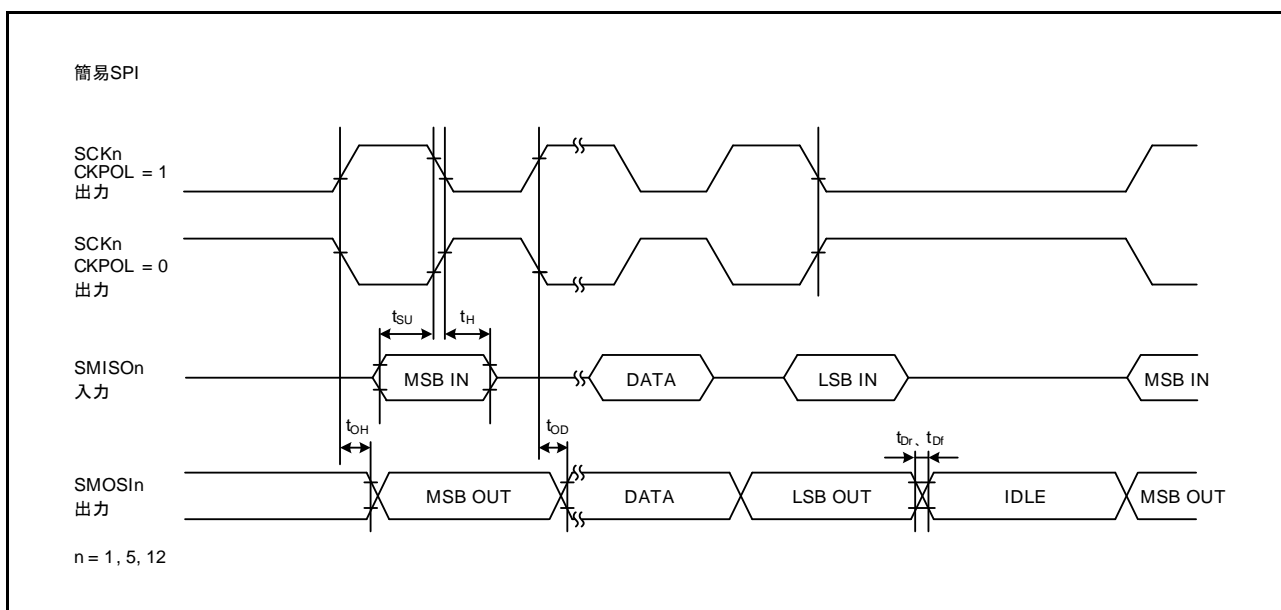 簡易SPI
SCKn
CKPOL = 1
出力
SCKn
CKPOL = 0
出力
tSU
tH
SMISOn
入力
MSB IN
DATA
LSB IN
MSB IN
tOH
tOD
tDr、tDf
SMOSIn
出力
MSB OUT
DATA
LSB OUT
IDLE
MSB OUT
n = 1, 5, 12